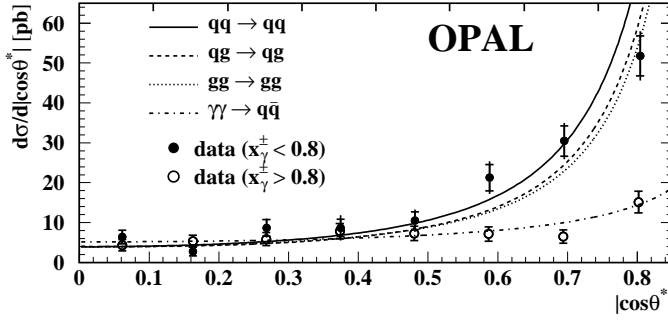 dσ/d|cosθ*| [pb]
60
50
40
30
20
10
0
OPAL
qq → qq
qg → qg
gg → gg
γγ → qq̄
data (xγ± < 0.8)
data (xγ± > 0.8)
0 0.1 0.2 0.3 0.4 0.5 0.6 0.7 0.8
|cosθ*|